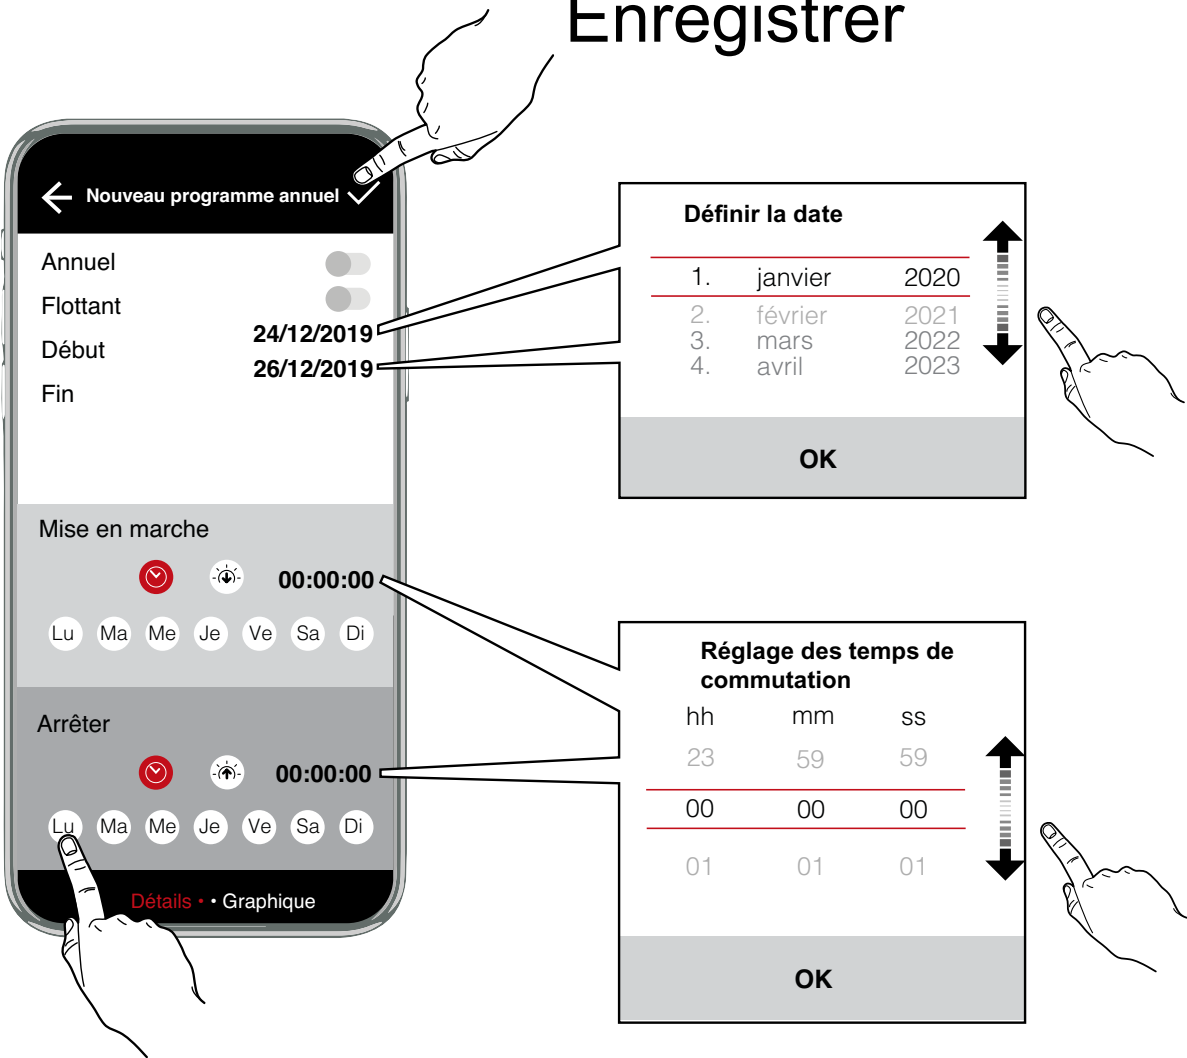 Enregistrer
Nouveau programme annuel
Annuel
Flottant
24/12/2019
Début
26/12/2019
Fin
Mise en marche
00:00:00
Lu Ma Me Je Ve Sa Di
Arrêter
00:00:00
Lu Ma Me Je Ve Sa Di
Détails • • Graphique
Définir la date
1. janvier 2020
2. février 2021
3. mars 2022
4. avril 2023
OK
Réglage des temps de
commutation
hh mm ss
23 59 59
00 00 00
01 01 01
OK